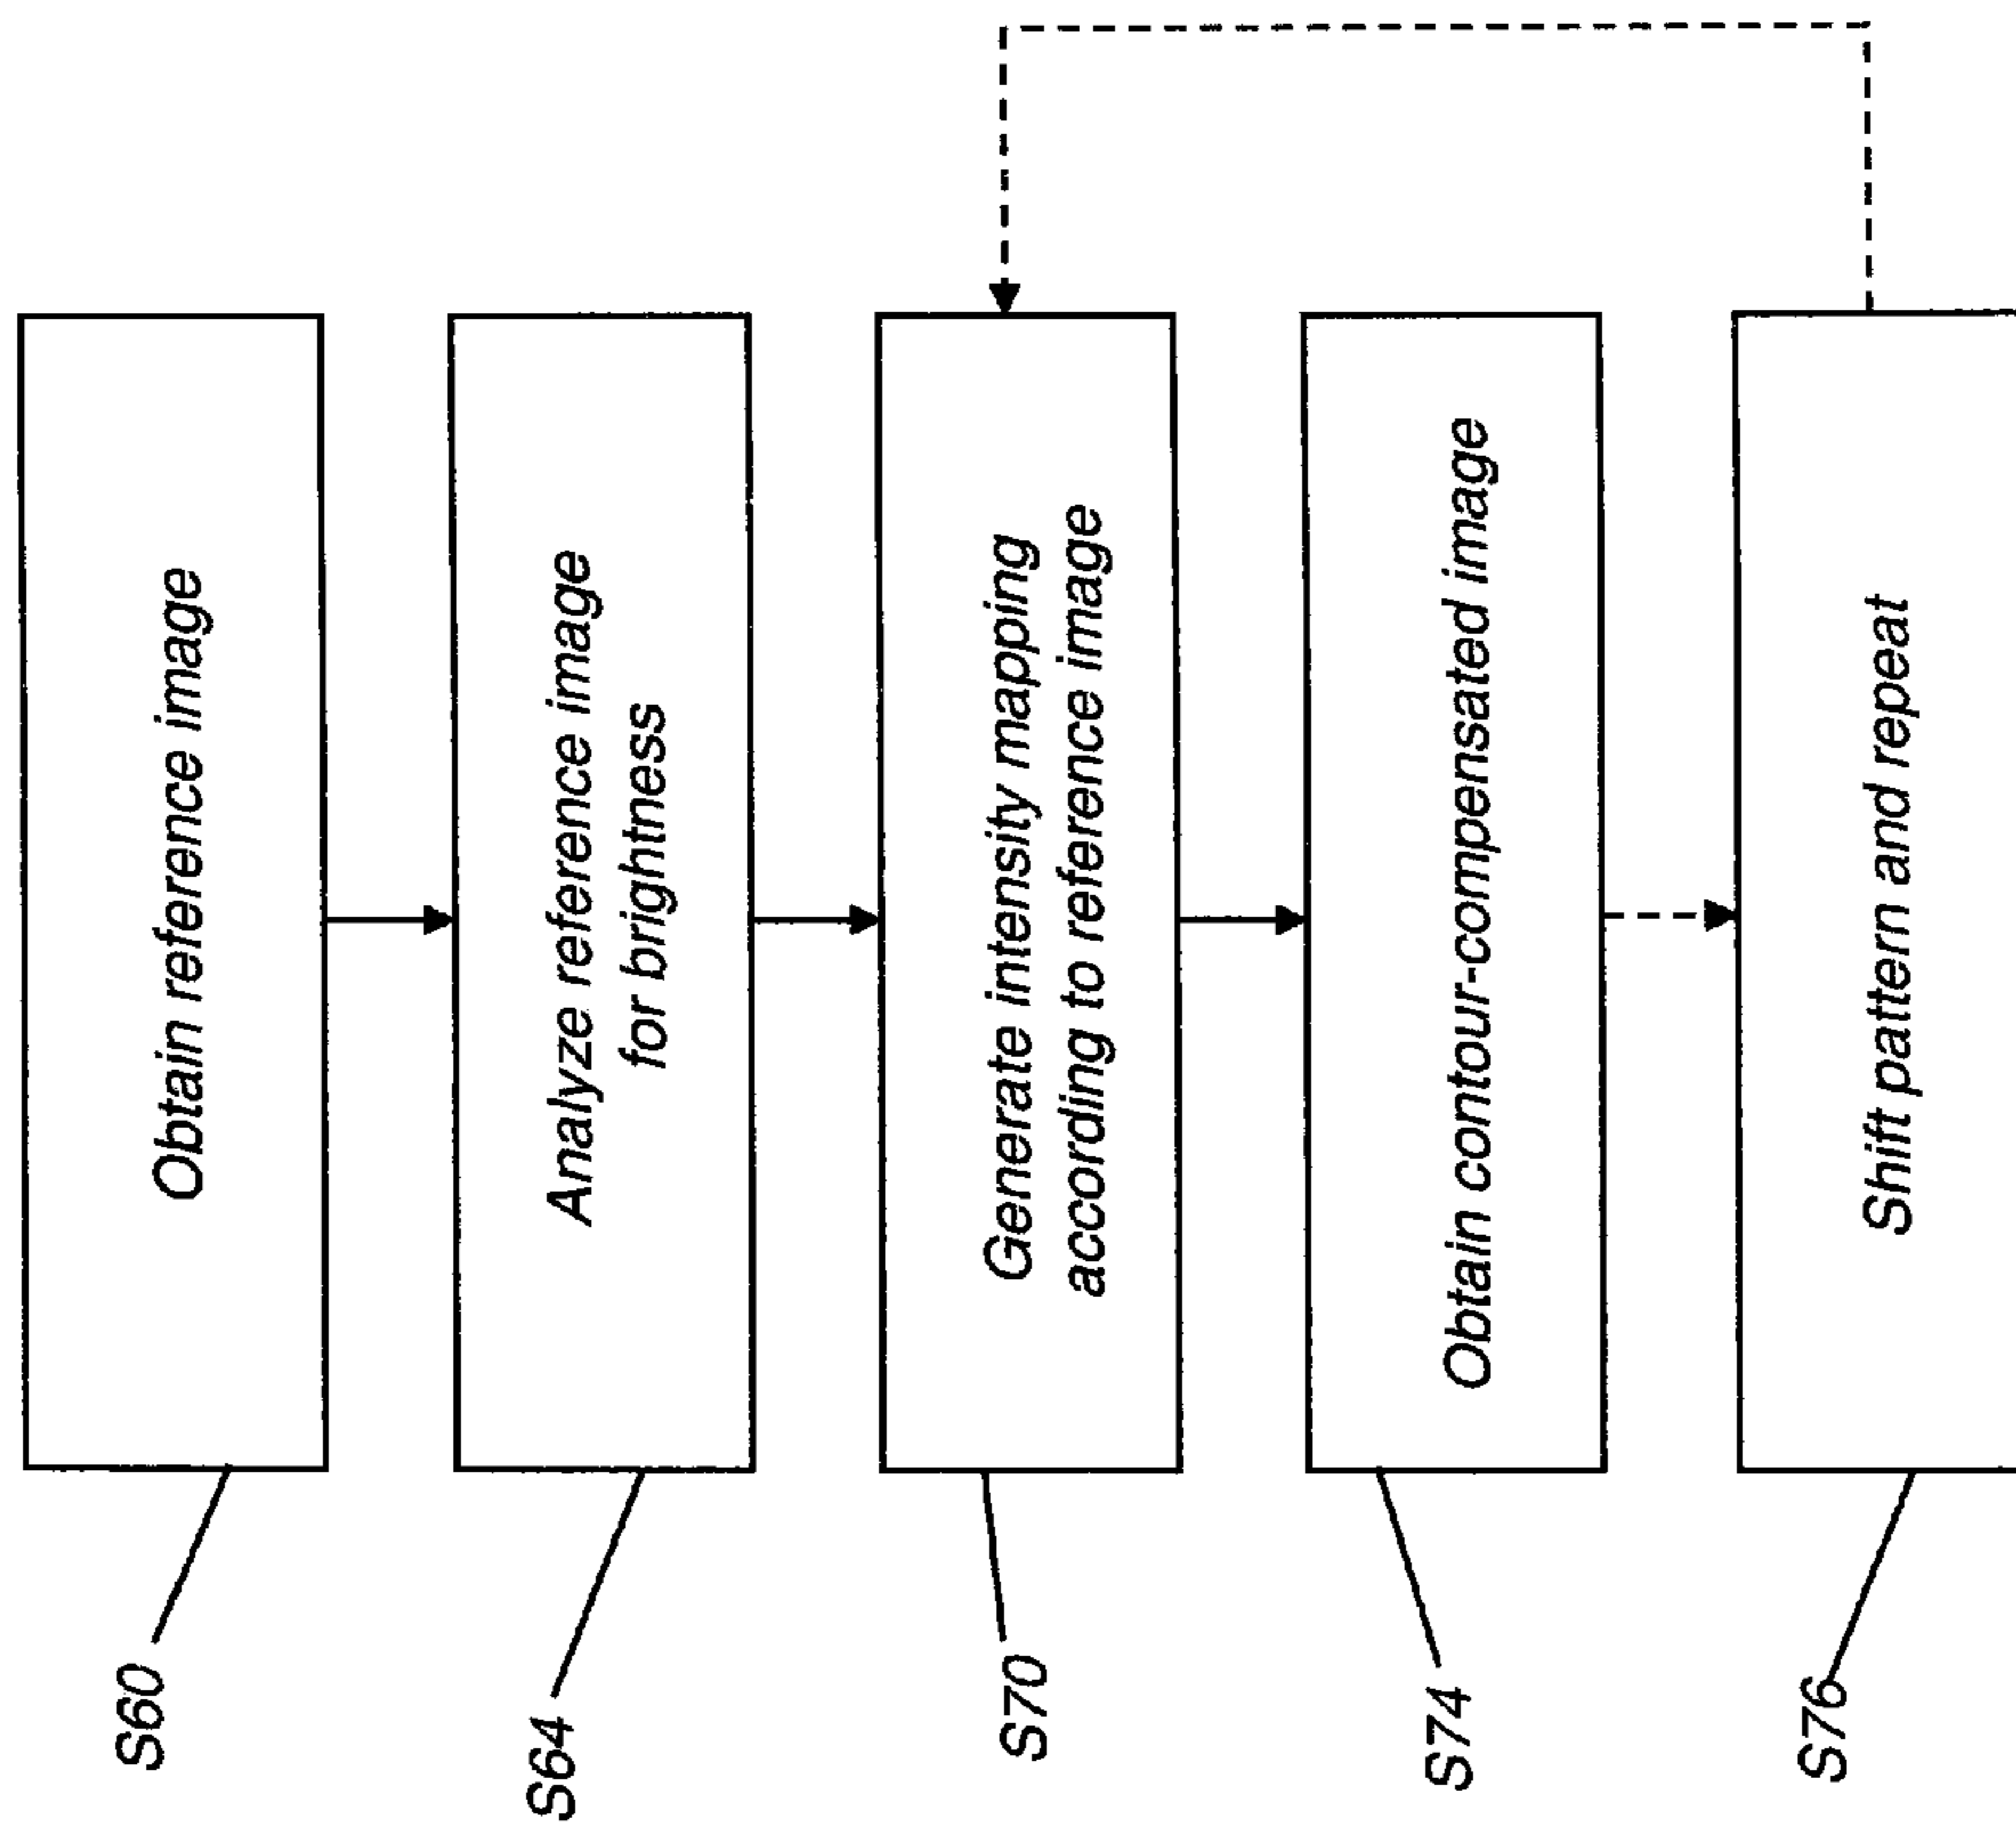 S60
Obtain reference image
S64
Analyze reference image
for brightness
S70
Generate intensity mapping
according to reference image
S74
Obtain contour-compensated image
S76
Shift pattern and repeat